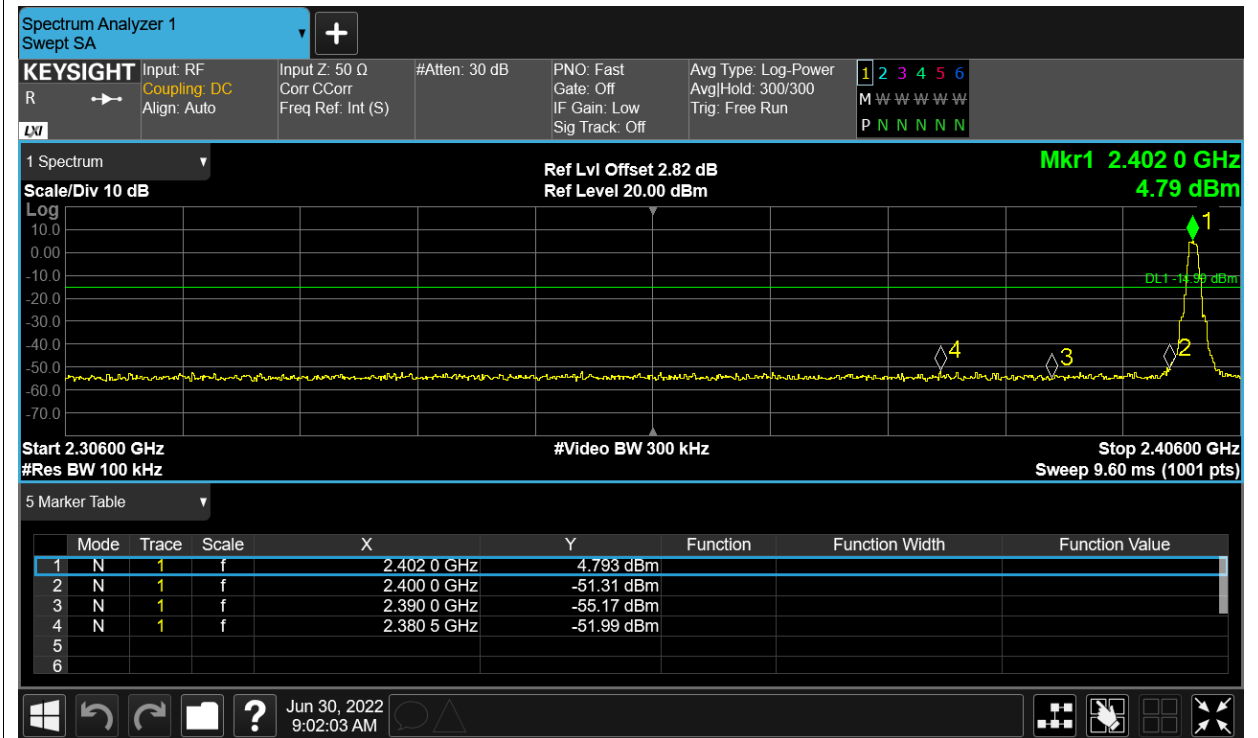 Spectrum Analyzer 1
Swept SA
+
KEYSIGHT Input: RF Input Z: 50 Ω #Atten: 30 dB PNO: Fast Avg Type: Log-Power 1 2 3 4 5 6
R Coupling: DC Corr CCorr Gate: Off Avg|Hold: 300/300 M W W W W W
Align: Auto Freq Ref: Int (S) IF Gain: Low Trig: Free Run
LXI Sig Track: Off P N N N N N N
1 Spectrum Ref Lvl Offset 2.82 dB Mkr1 2.402 0 GHz
Scale/Div 10 dB Ref Level 20.00 dBm 4.79 dBm
Log
1
10.0
0.00
-10.0
DL1 -14.99 dBm
-20.0
-30.0
-40.0
4 3 2
-50.0
-60.0
-70.0
Start 2.30600 GHz #Video BW 300 kHz Stop 2.40600 GHz
#Res BW 100 kHz Sweep 9.60 ms (1001 pts)
5 Marker Table
Mode Trace Scale X Y Function Function Width Function Value
1 N 1 f 2.402 0 GHz 4.793 dBm
2 N 1 f 2.400 0 GHz -51.31 dBm
3 N 1 f 2.390 0 GHz -55.17 dBm
4 N 1 f 2.380 5 GHz -51.99 dBm
5
6
? Jun 30, 2022
9:02:03 AM